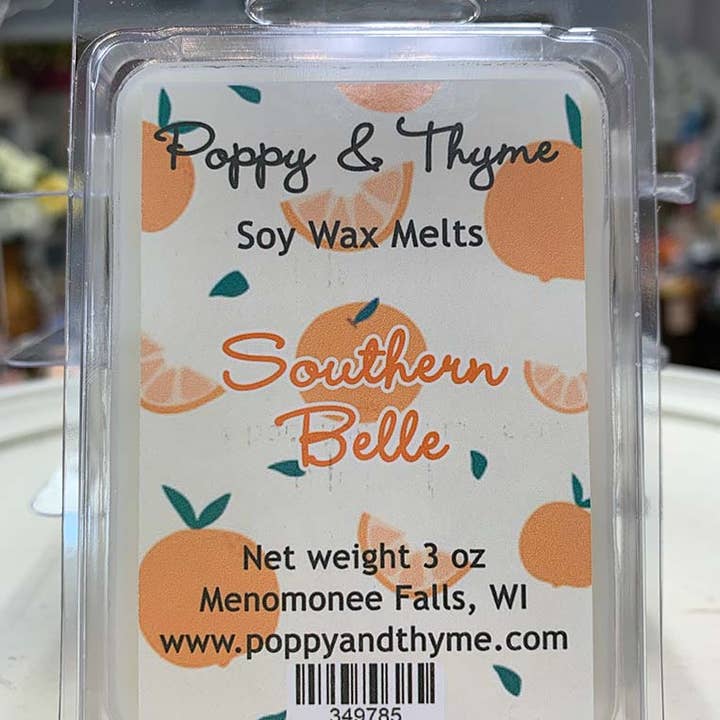 Poppy & Thyme
Soy Wax Melts
Southern
Belle
Net weight 3 oz
Menomonee Falls, WI
www.poppyandthyme.com
349785